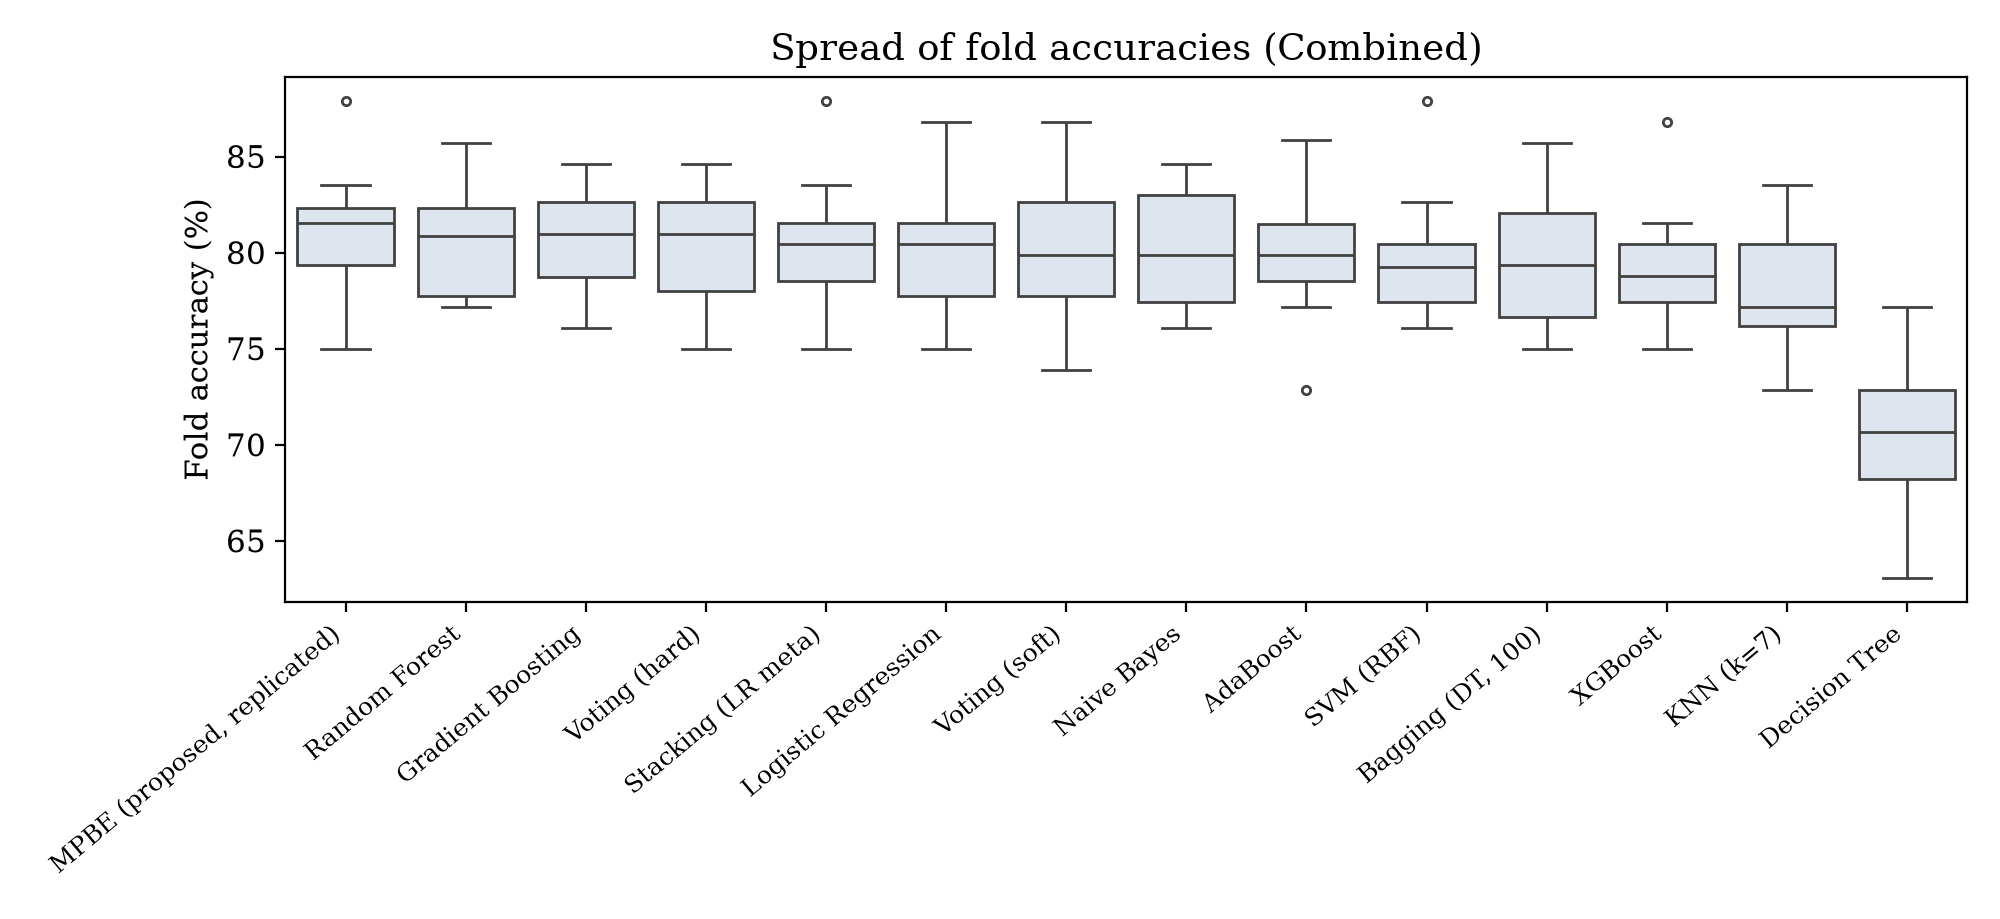 Spread of fold accuracies (Combined)
Fold accuracy (%)
85
80
75
70
65
MPBE (proposed, replicated)
Random Forest
Gradient Boosting
Voting (hard)
Stacking (LR meta)
Logistic Regression
Voting (soft)
Naive Bayes
AdaBoost
SVM (RBF)
Bagging (DT, 100)
XGBoost
KNN (k=7)
Decision Tree